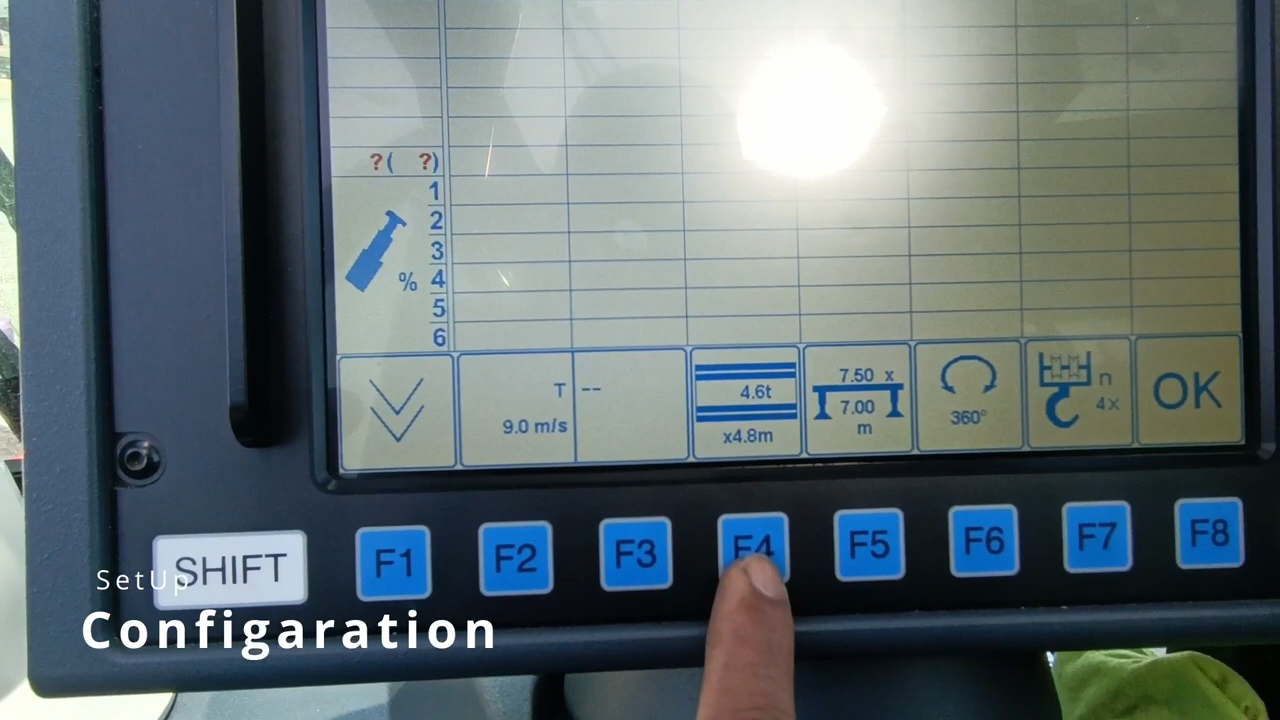 ?( ?)
1
2
3
% 4
5
6
T --
9.0 m/s
4.6t
x4.8m
7.50 x
7.00
m
360°
n
4x
OK
SHIFT F1 F2 F3 F4 F5 F6 F7 F8
SetUp
Configaration